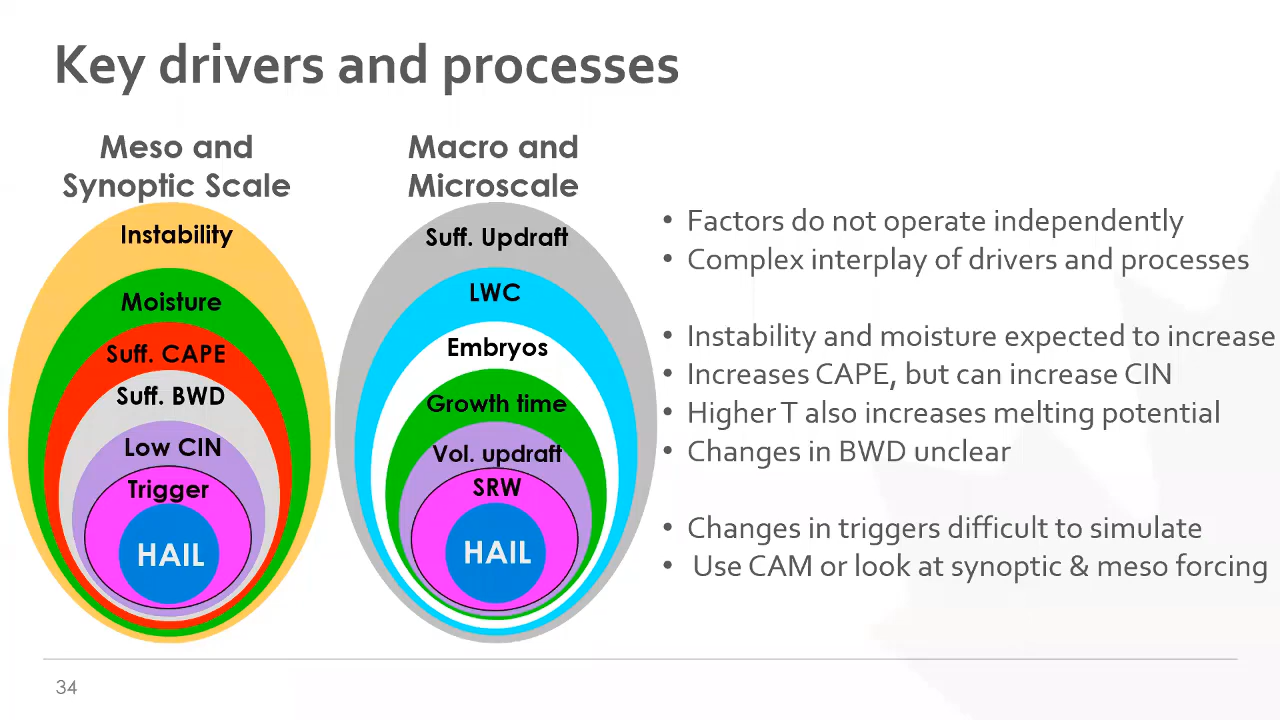 Key drivers and processes
Meso and
Synoptic Scale
Instability
Moisture
Suff. CAPE
Suff. BWD
Low CIN
Trigger
HAIL
Macro and
Microscale
Suff. Updraft
LWC
Embryos
Growth time
Vol. updraft
SRW
HAIL
• Factors do not operate independently
• Complex interplay of drivers and processes
• Instability and moisture expected to increase
• Increases CAPE, but can increase CIN
• Higher T also increases melting potential
• Changes in BWD unclear
• Changes in triggers difficult to simulate
• Use CAM or look at synoptic & meso forcing
34